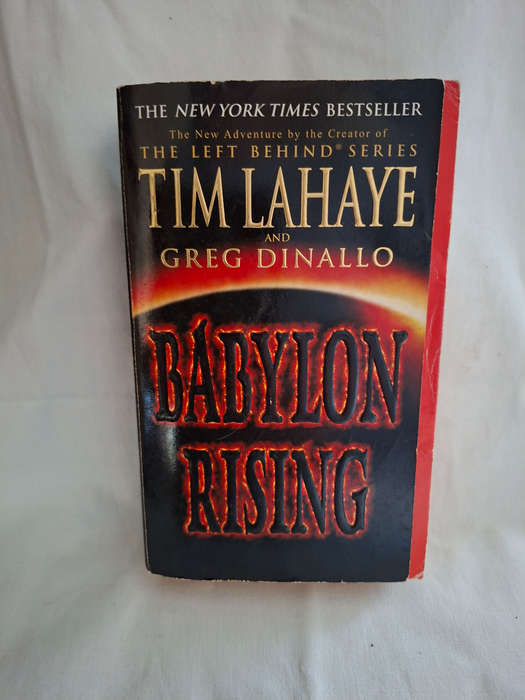 THE NEW YORK TIMES BESTSELLER
The New Adventure by the Creator of
THE LEFT BEHIND® SERIES
TIM LAHAYE
AND
GREG DINALLO
BABYLON
RISING